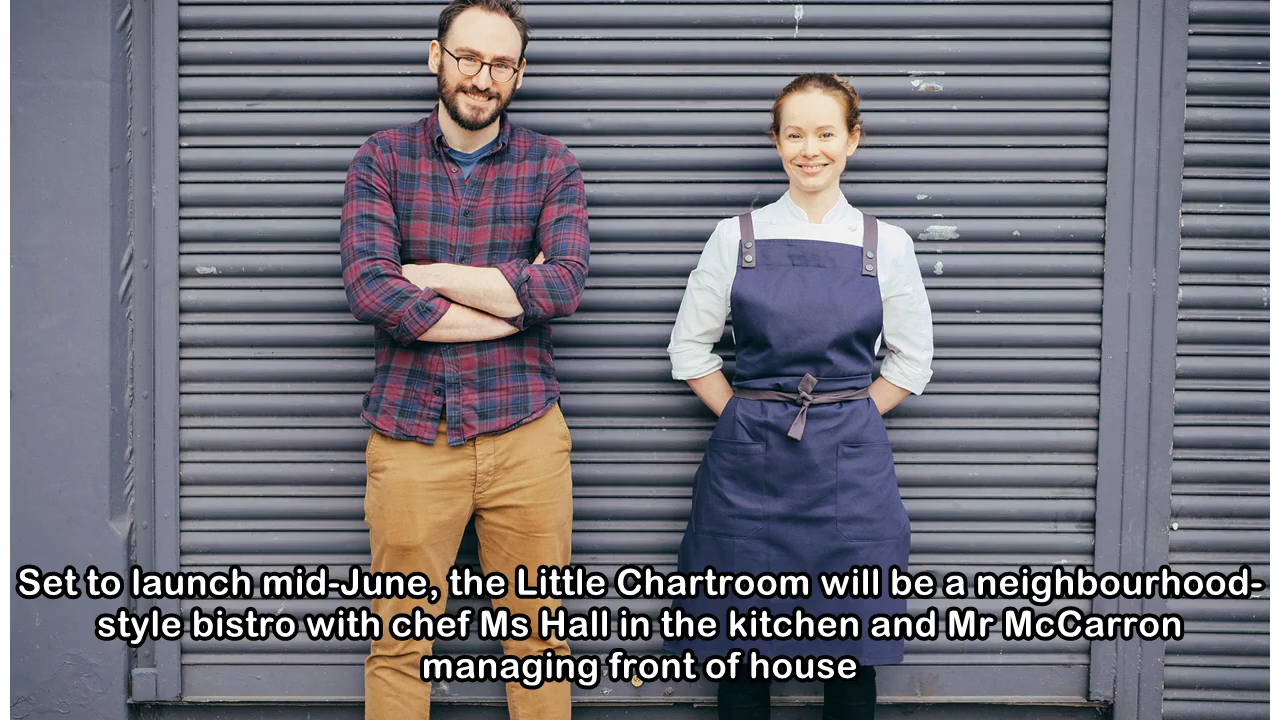 Set to launch mid-June, the Little Chartroom will be a neighbourhood-
style bistro with chef Ms Hall in the kitchen and Mr McCarron
managing front of house